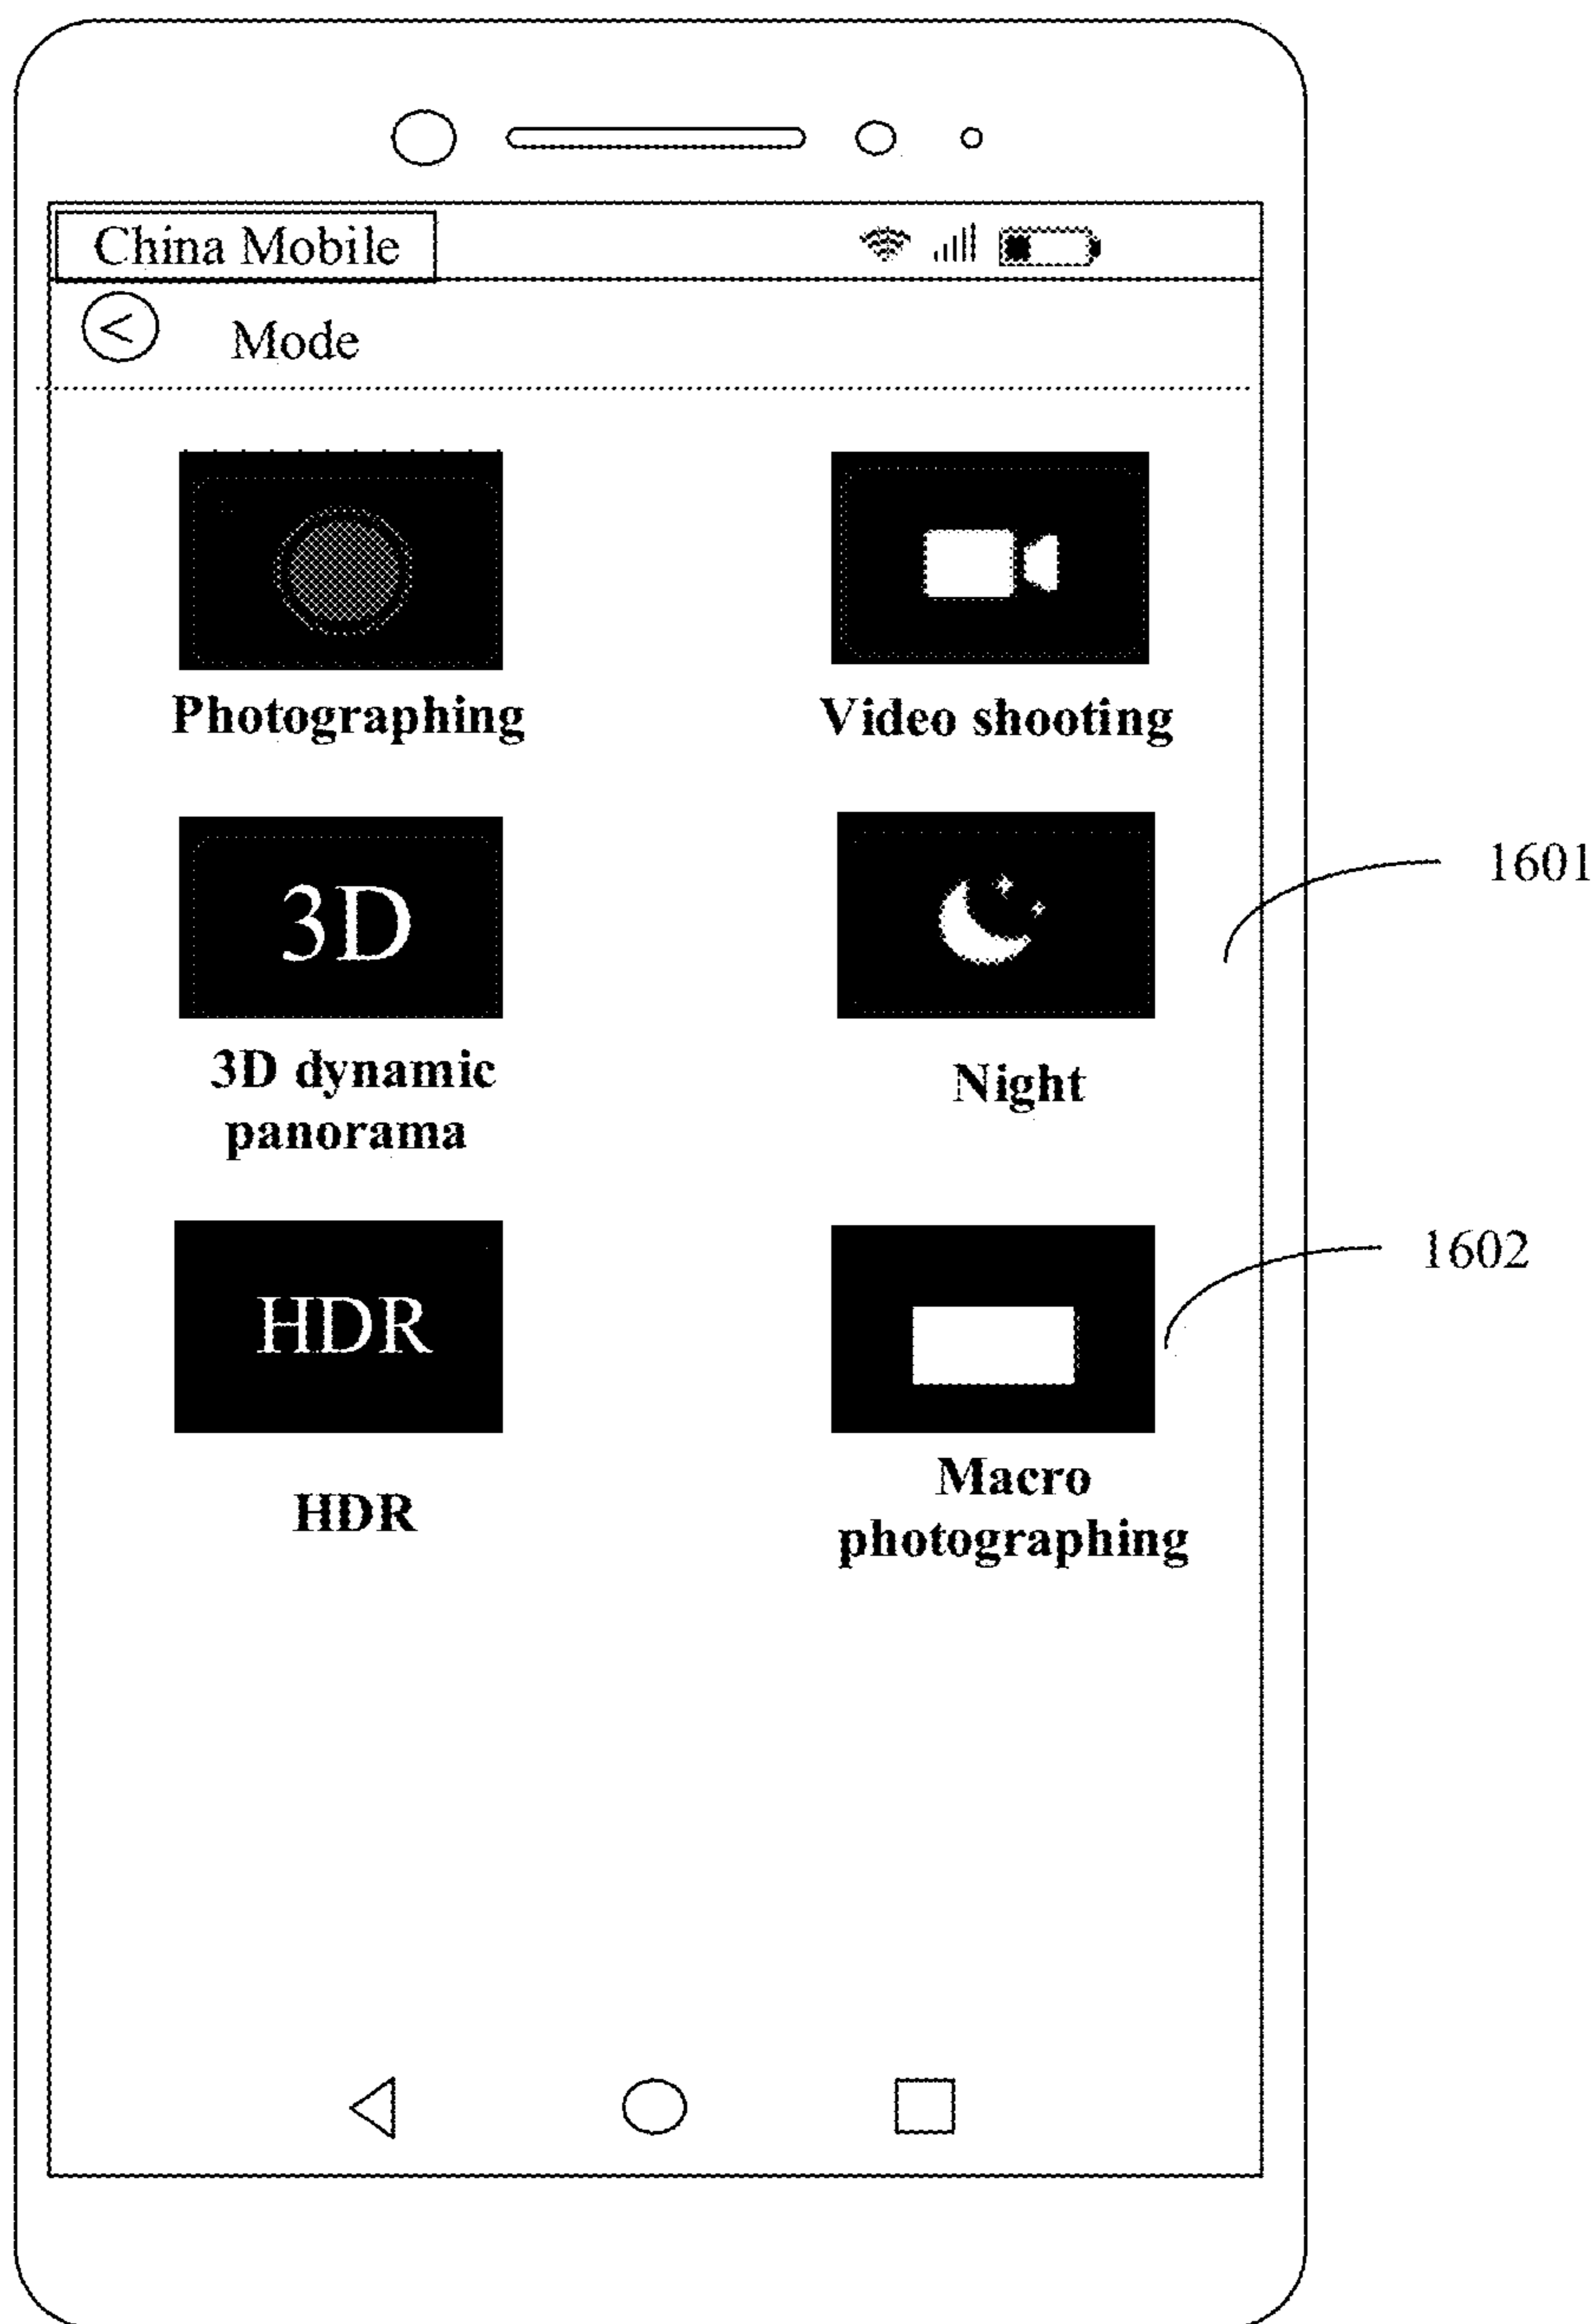 China Mobile
<
Mode
Photographing
Video shooting
3D
1601
3D dynamic
panorama
Night
HDR
1602
HDR
Macro
photographing